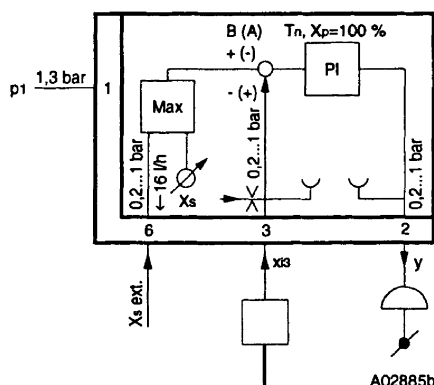 B (A) Tn, Xp=100 %
+ (-)
p1 1,3 bar
1
Max
PI
- (+)
0,2...1 bar
16 l/h
Xs
0,2...1 bar
0,2...1 bar
6
3
2
Xs ext.
xi3
y
A02885b